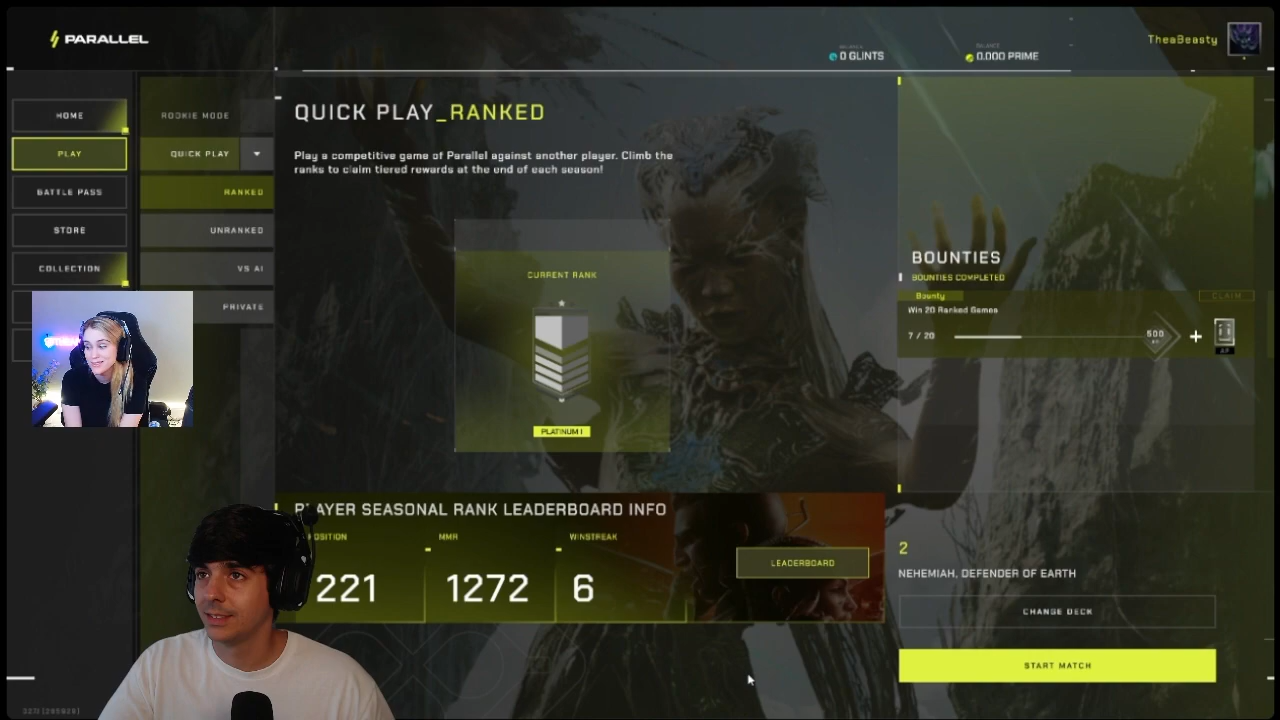 PARALLEL
0 GLINTS
BALANCE
0.000 PRIME
TheaBeasty
HOME
PLAY
BATTLE PASS
STORE
COLLECTION
ROOKIE MODE
QUICK PLAY
RANKED
UNRANKED
VS AI
PRIVATE
QUICK PLAY_RANKED
Play a competitive game of Parallel against another player. Climb the
ranks to claim tiered rewards at the end of each season!
CURRENT RANK
PLATINUM I
BOUNTIES
BOUNTIES COMPLETED
Bounty
CLAIM
Win 20 Ranked Games
7 / 20
500
PLAYER SEASONAL RANK LEADERBOARD INFO
POSITION
MMR
WINSTREAK
221
1272
6
LEADERBOARD
2
NEHEMIAH, DEFENDER OF EARTH
CHANGE DECK
START MATCH